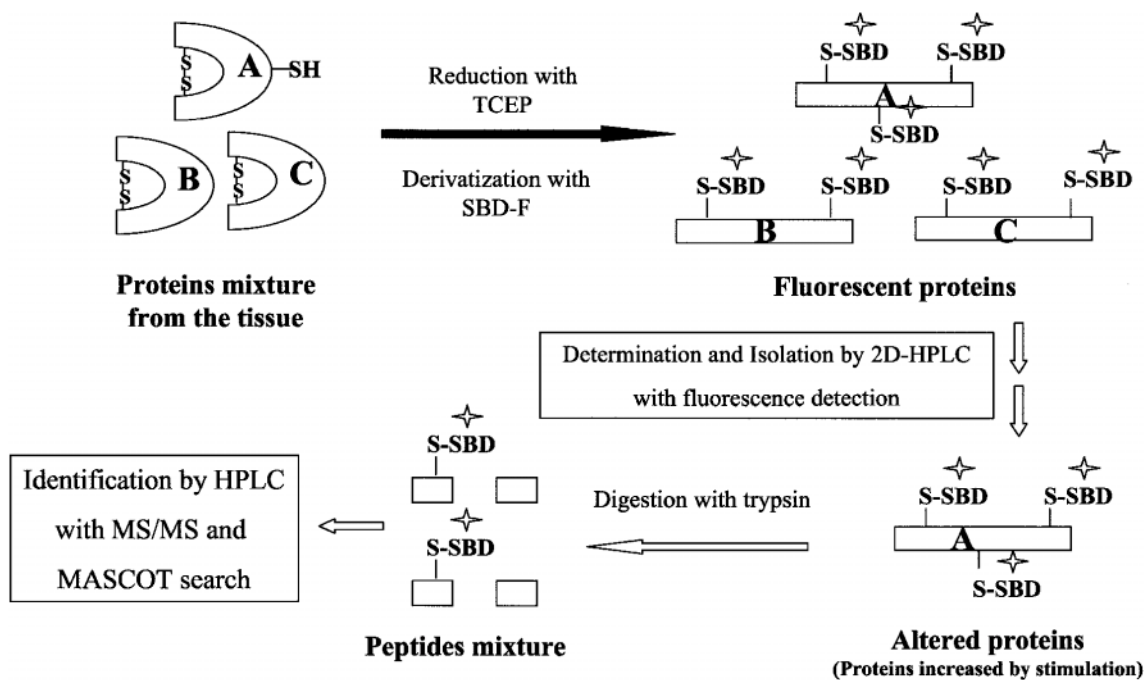 S
S
A
SH
S
S
B
S
S
C
Proteins mixture
from the tissue
Reduction with
TCEP
Derivatization with
SBD-F
S-SBD
S-SBD
A
S-SBD
S-SBD
S-SBD
B
S-SBD
S-SBD
C
Fluorescent proteins
Determination and Isolation by 2D-HPLC
with fluorescence detection
S-SBD
S-SBD
A
S-SBD
Altered proteins
(Proteins increased by stimulation)
Digestion with trypsin
S-SBD
S-SBD
Peptides mixture
Identification by HPLC
with MS/MS and
MASCOT search